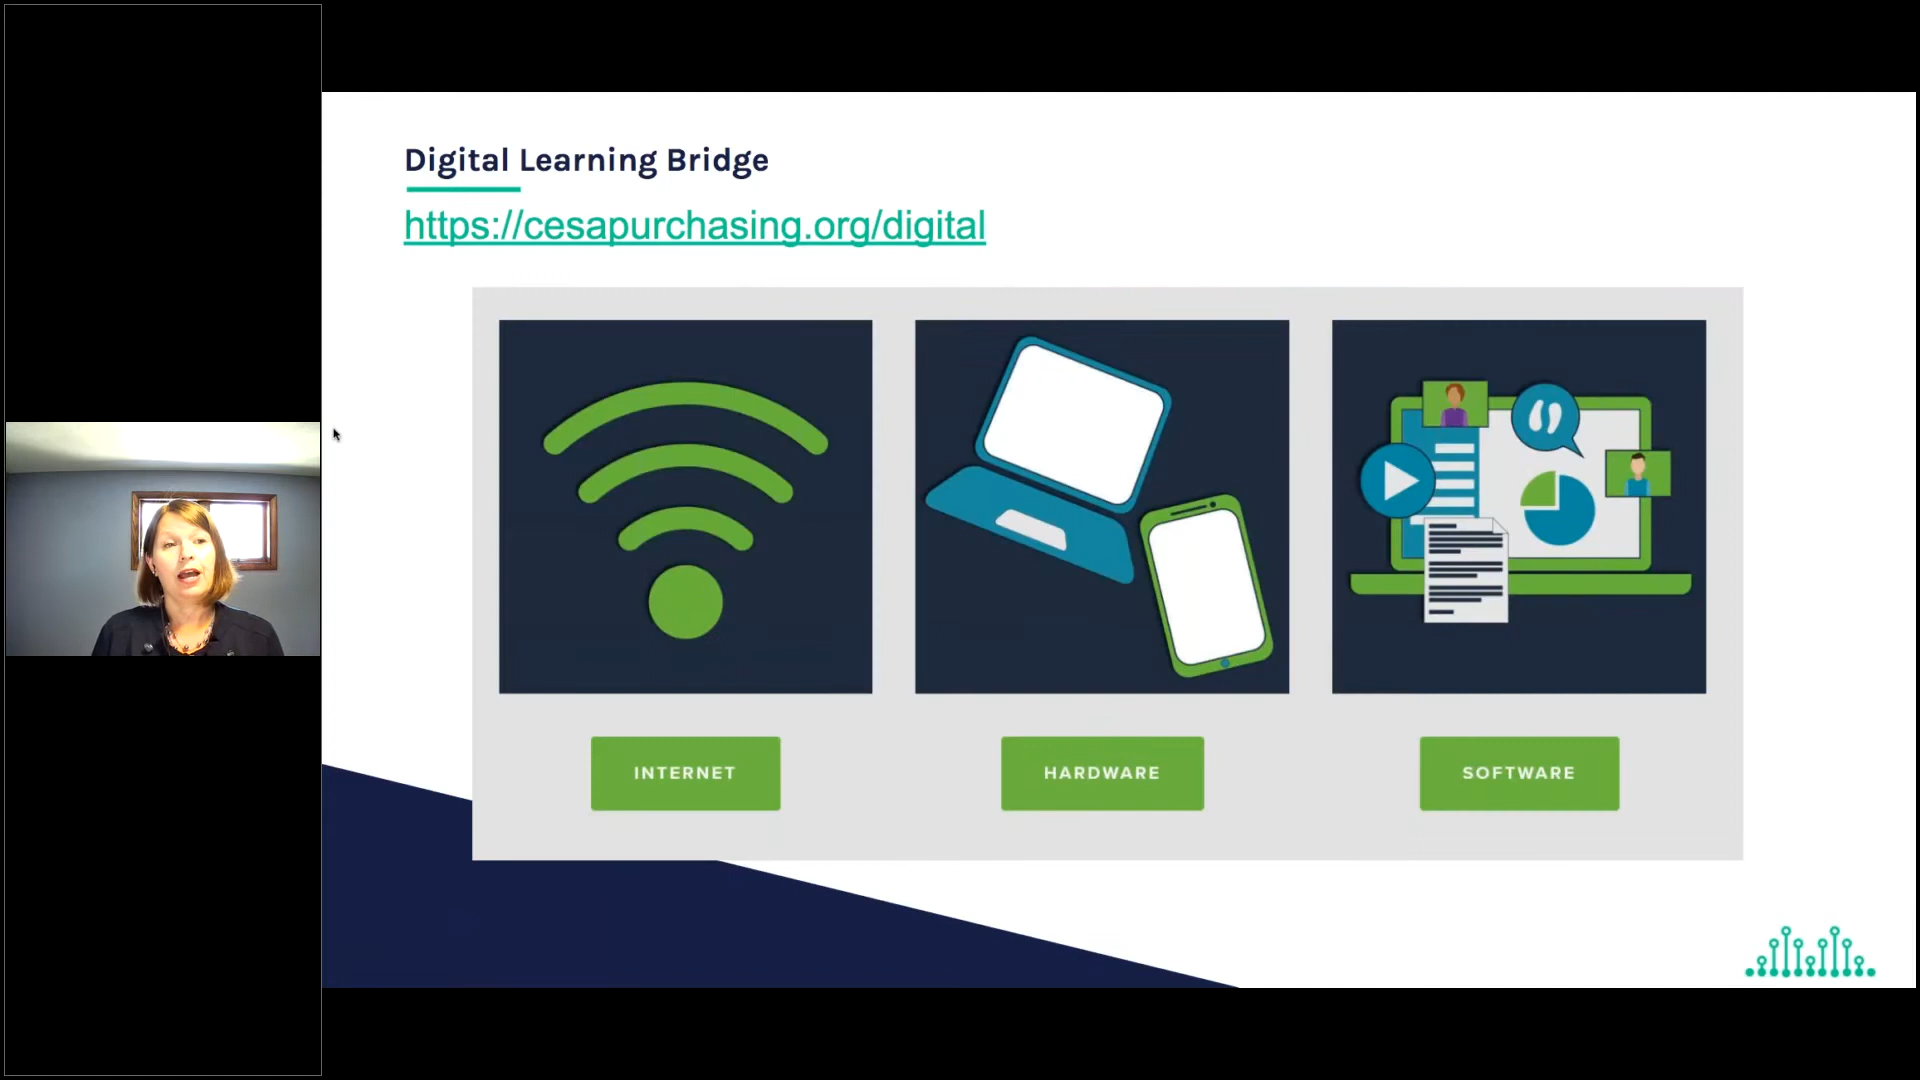 Digital Learning Bridge
https://cesapurchasing.org/digital
INTERNET
HARDWARE
SOFTWARE